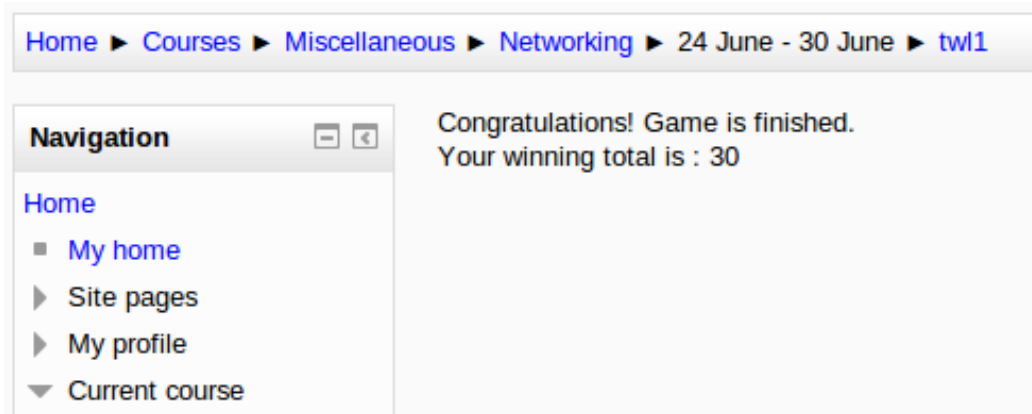 Home ► Courses ► Miscellaneous ► Networking ► 24 June - 30 June ► twl1
Navigation
Home
My home
Site pages
My profile
Current course
Congratulations! Game is finished.
Your winning total is : 30